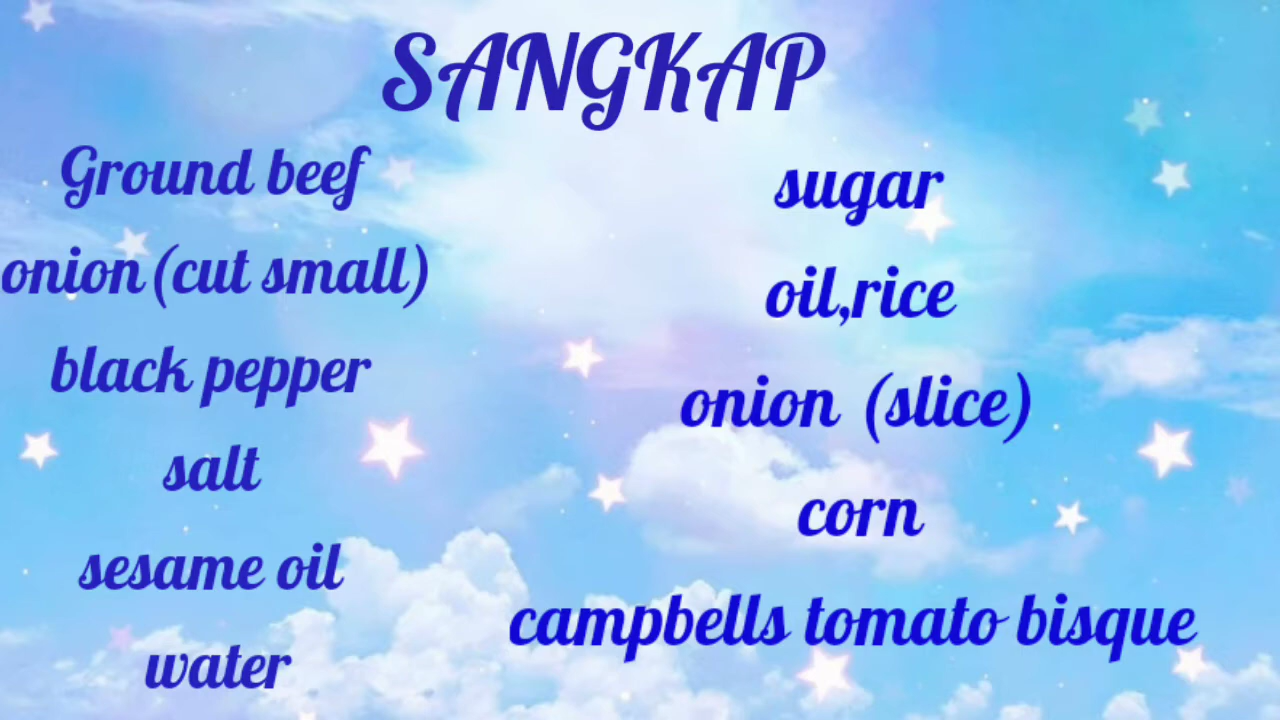 SANGKAP
Ground beef
onion (cut small)
black pepper
salt
sesame oil
water
sugar
oil,rice
onion (slice)
corn
campbells tomato bisque